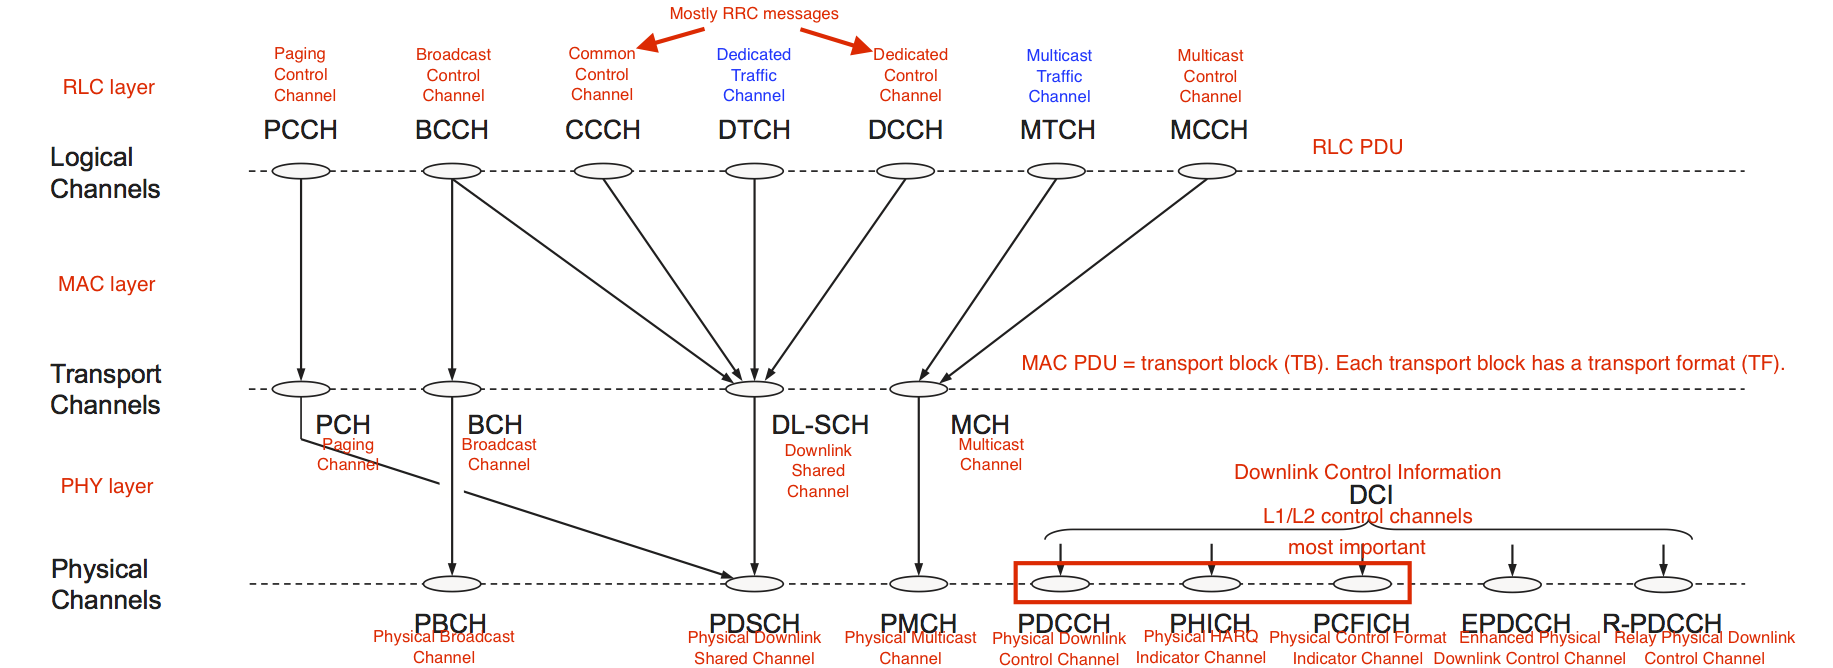 Mostly RRC messages
Paging
Control
Channel
Broadcast
Control
Channel
Common
Control
Channel
Dedicated
Traffic
Channel
Dedicated
Control
Channel
Multicast
Traffic
Channel
Multicast
Control
Channel
RLC layer
PCCH BCCH CCCH DTCH DCCH MTCH MCCH
Logical
Channels
RLC PDU
MAC layer
MAC PDU = transport block (TB). Each transport block has a transport format (TF).
Transport
Channels
PCH
Paging
Channel
BCH
Broadcast
Channel
DL-SCH
Downlink
Shared
Channel
MCH
Multicast
Channel
PHY layer
Downlink Control Information
DCI
L1/L2 control channels
most important
Physical
Channels
PBCH
Physical Broadcast
Channel
PDSCH
Physical Downlink
Shared Channel
PMCH
Physical Multicast
Channel
PDCCH
Physical Downlink
Control Channel
PHICH
Physical HARQ
Indicator Channel
PCFICH
Physical Control Format
Indicator Channel
EPDCCH
Enhanced Physical
Downlink Control Channel
R-PDCCH
Relay Physical Downlink
Control Channel